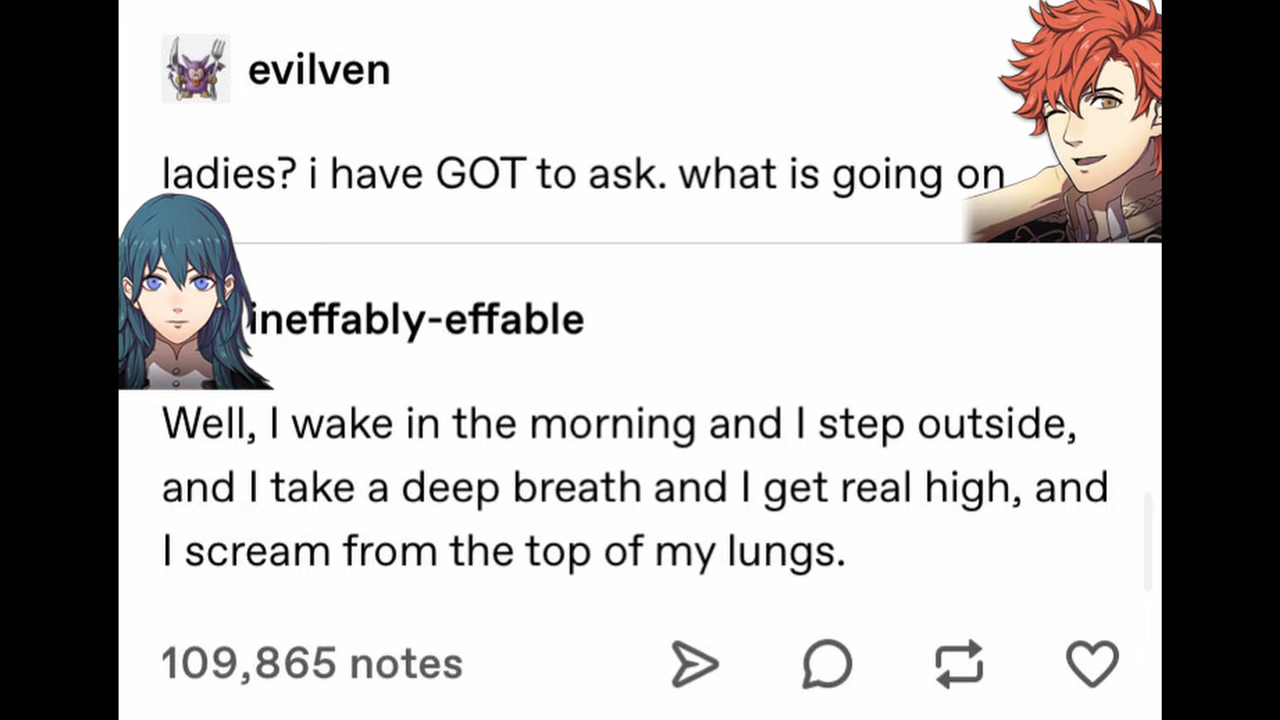 evilven
ladies? i have GOT to ask. what is going on
ineffably-effable
Well, I wake in the morning and I step outside,
and I take a deep breath and I get real high, and
I scream from the top of my lungs.
109,865 notes